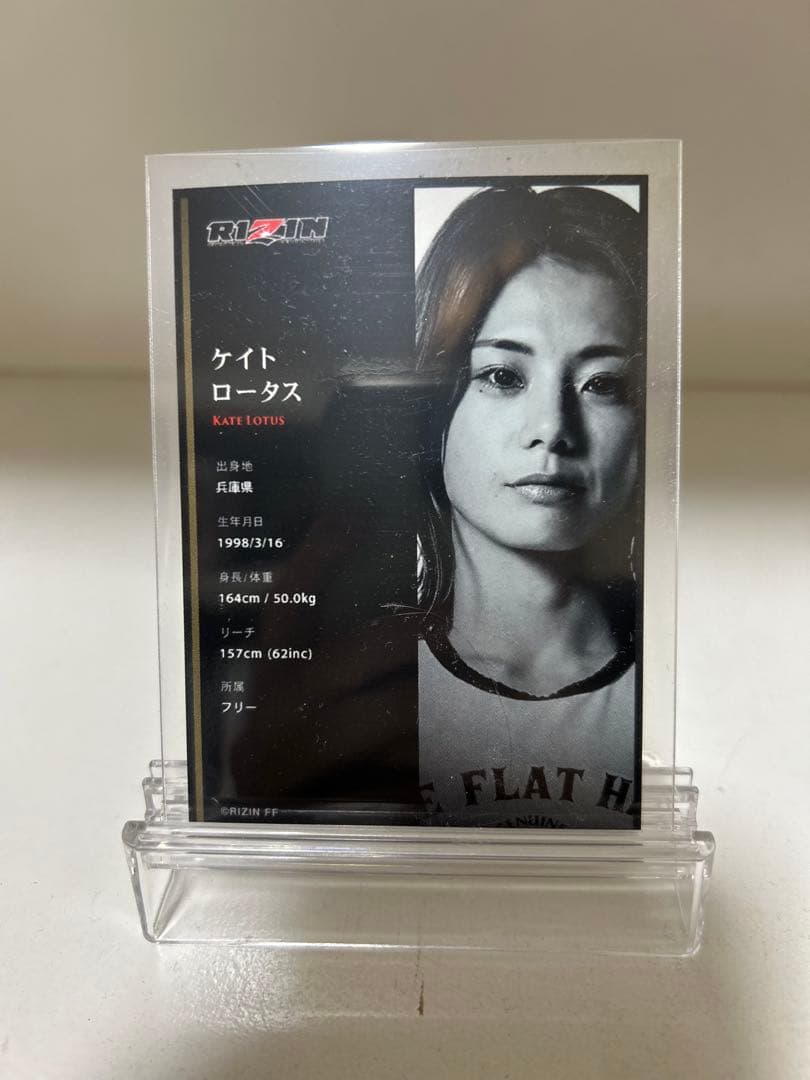 RIZIN
ケイト
ロータス
KATE LOTUS
出身地
兵庫県
生年月日
1998/3/16
身長/体重
164cm / 50.0kg
リーチ
157cm (62inc)
所属
フリー
©RIZIN FF
E FLAT H